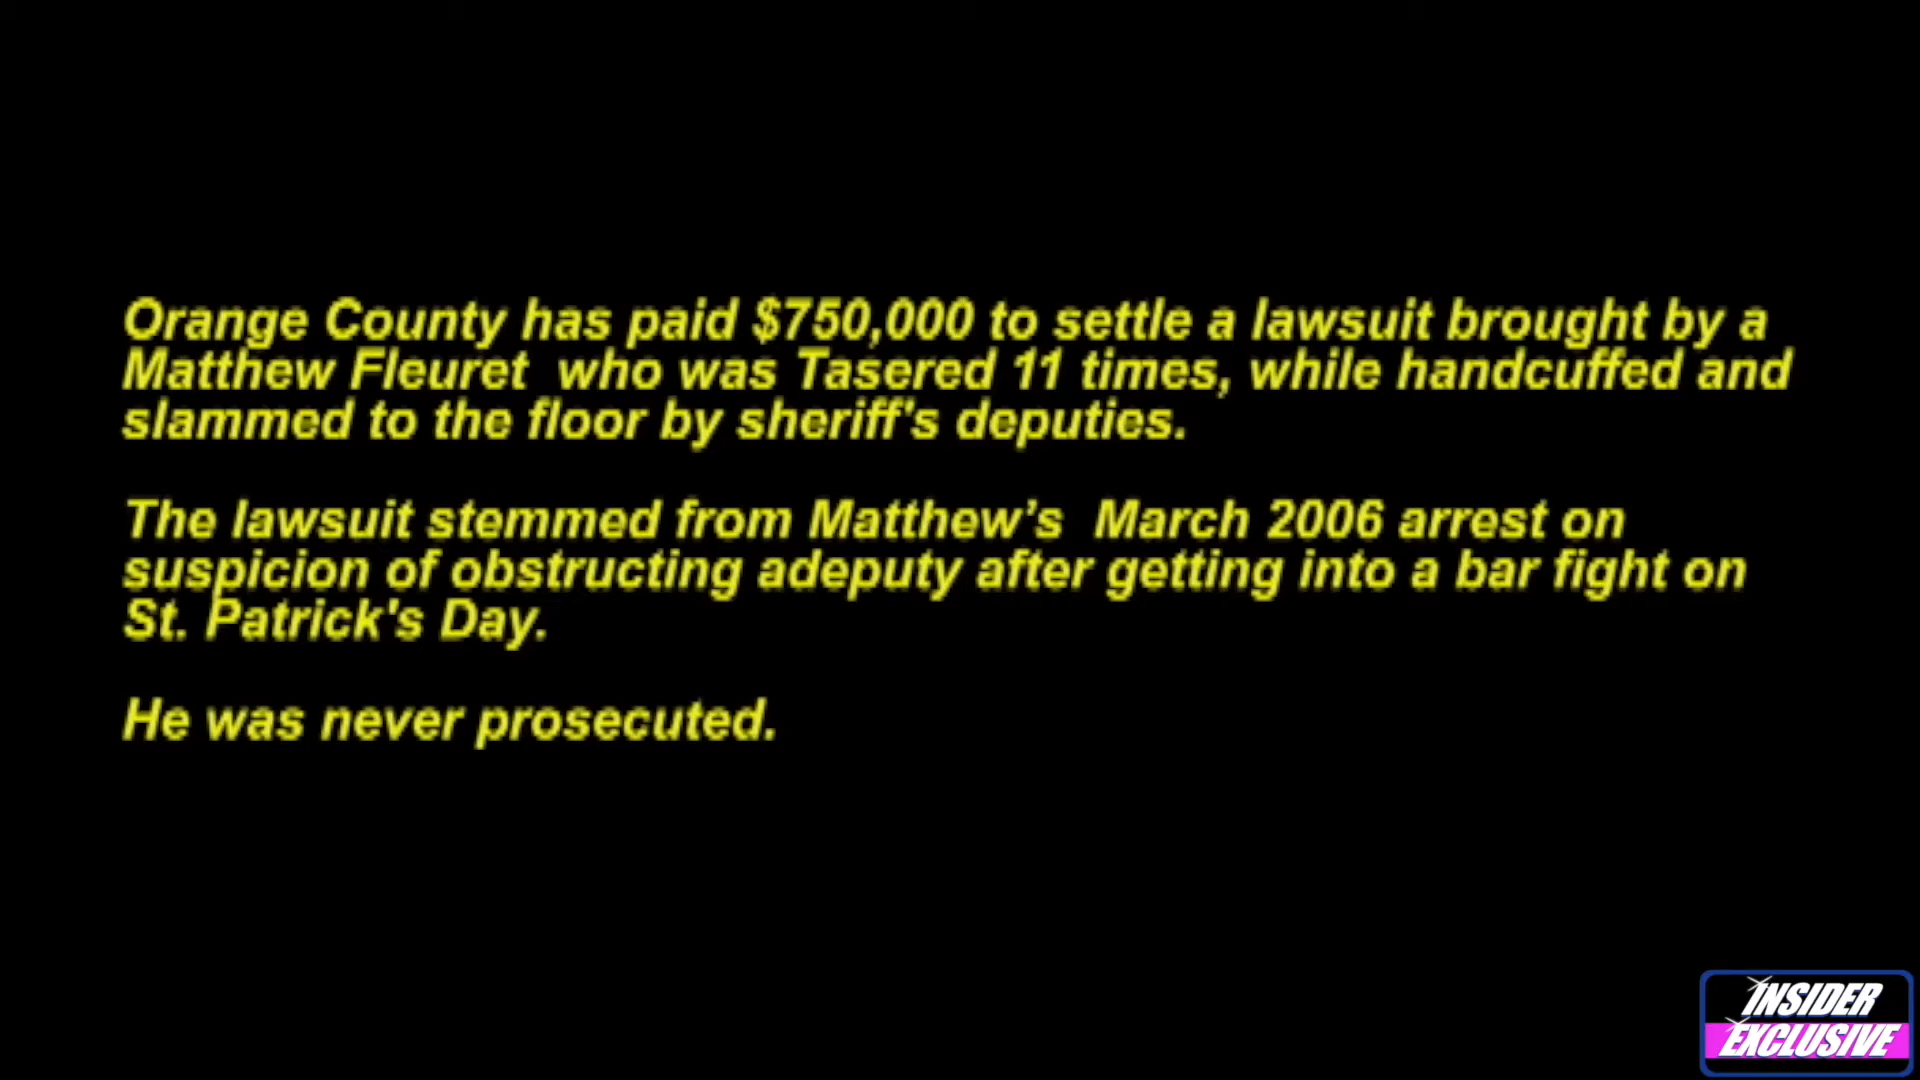 Orange County has paid $750,000 to settle a lawsuit brought by a
Matthew Fleuret  who was Tasered 11 times, while handcuffed and
slammed to the floor by sheriff's deputies.
The lawsuit stemmed from Matthew’s  March 2006 arrest on
suspicion of obstructing adeputy after getting into a bar fight on
St. Patrick's Day.
He was never prosecuted.
INSIDER
EXCLUSIVE